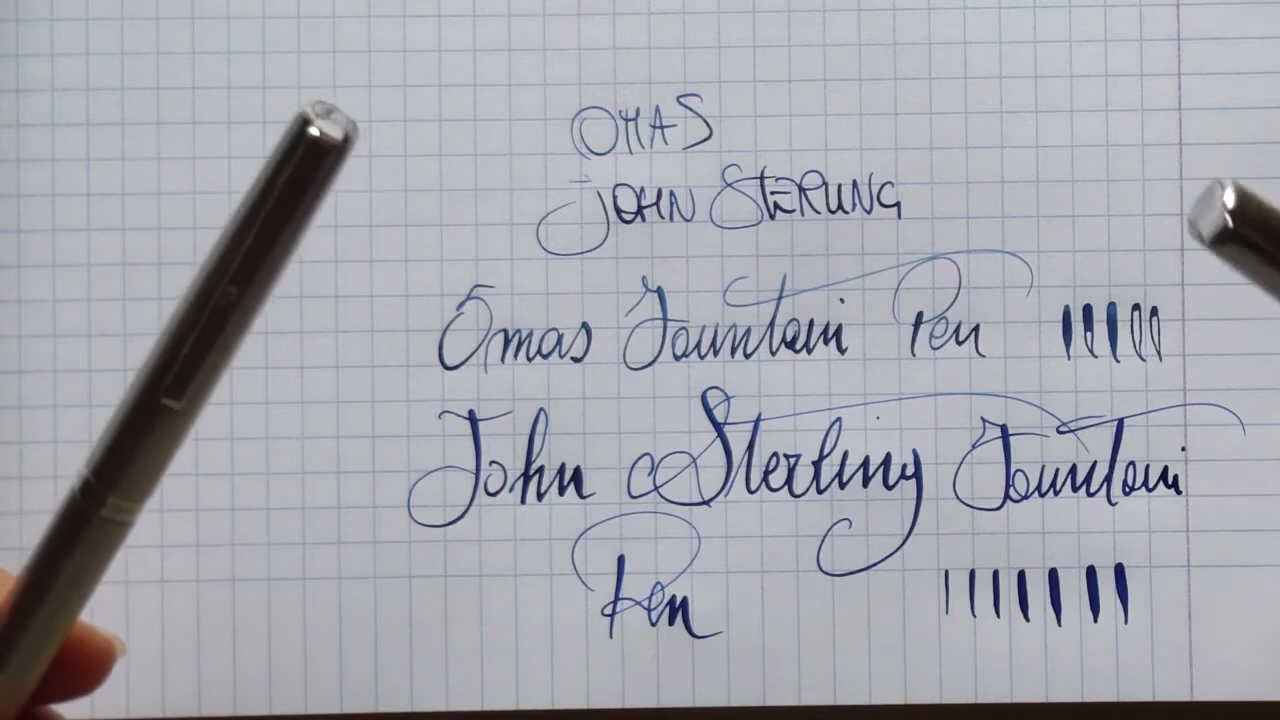 OMAS
JOHN STERLING
Omas Fountain Pen
John Sterling Fountain
Pen